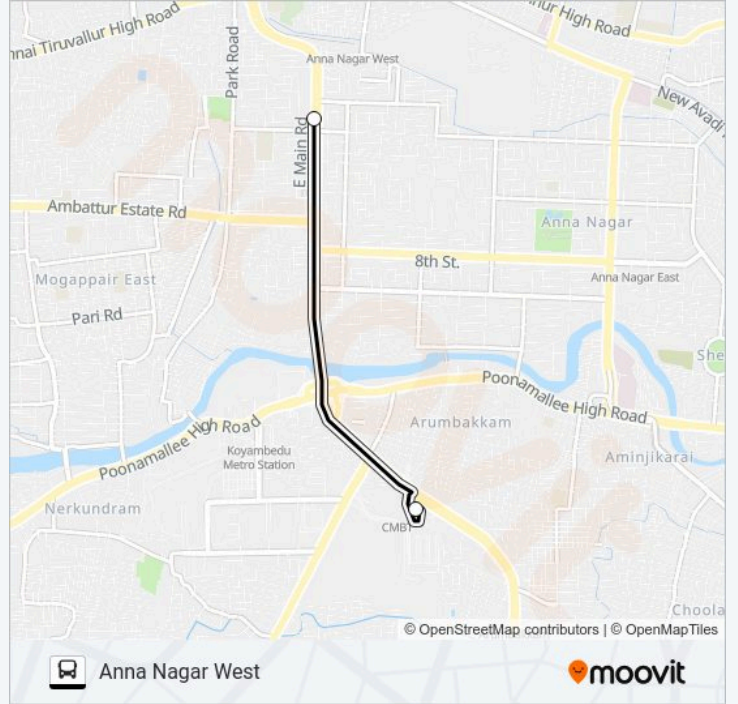 nnai Tiruvallur High Road
Park Road
nur High Road
Anna Nagar West
New Avadi
E Main Rd
Ambattur Estate Rd
Anna Nagar
8th St.
Mogappair East
Anna Nagar East
Pari Rd
She
Poonamallee High Road
Arumbakkam
Poonamallee High Road
Koyambedu
Metro Station
Aminjikarai
Nerkundram
CMBT
Choola
© OpenStreetMap contributors | © OpenMapTiles
Anna Nagar West
moovit